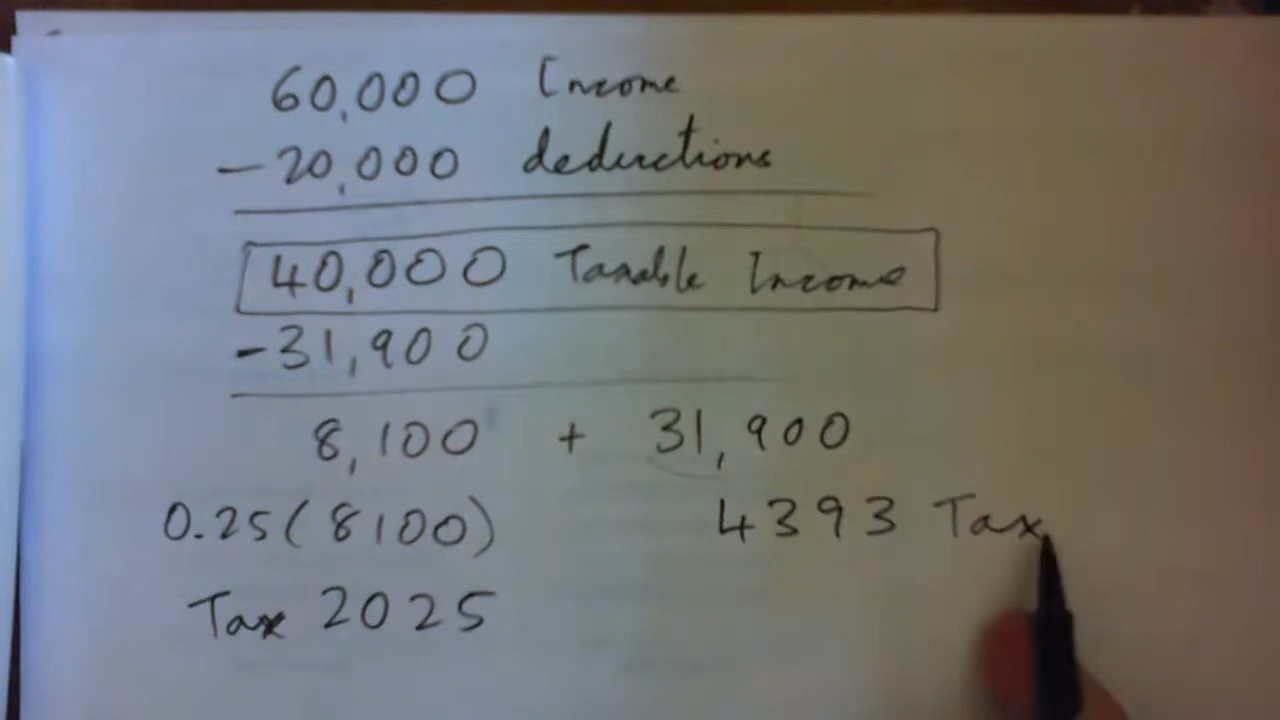 60,000 Income
- 20,000 deductions
40,000 Taxable Income
- 31,900
8,100 + 31,900
0.25(8100) 4393 Tax
Tax 2025